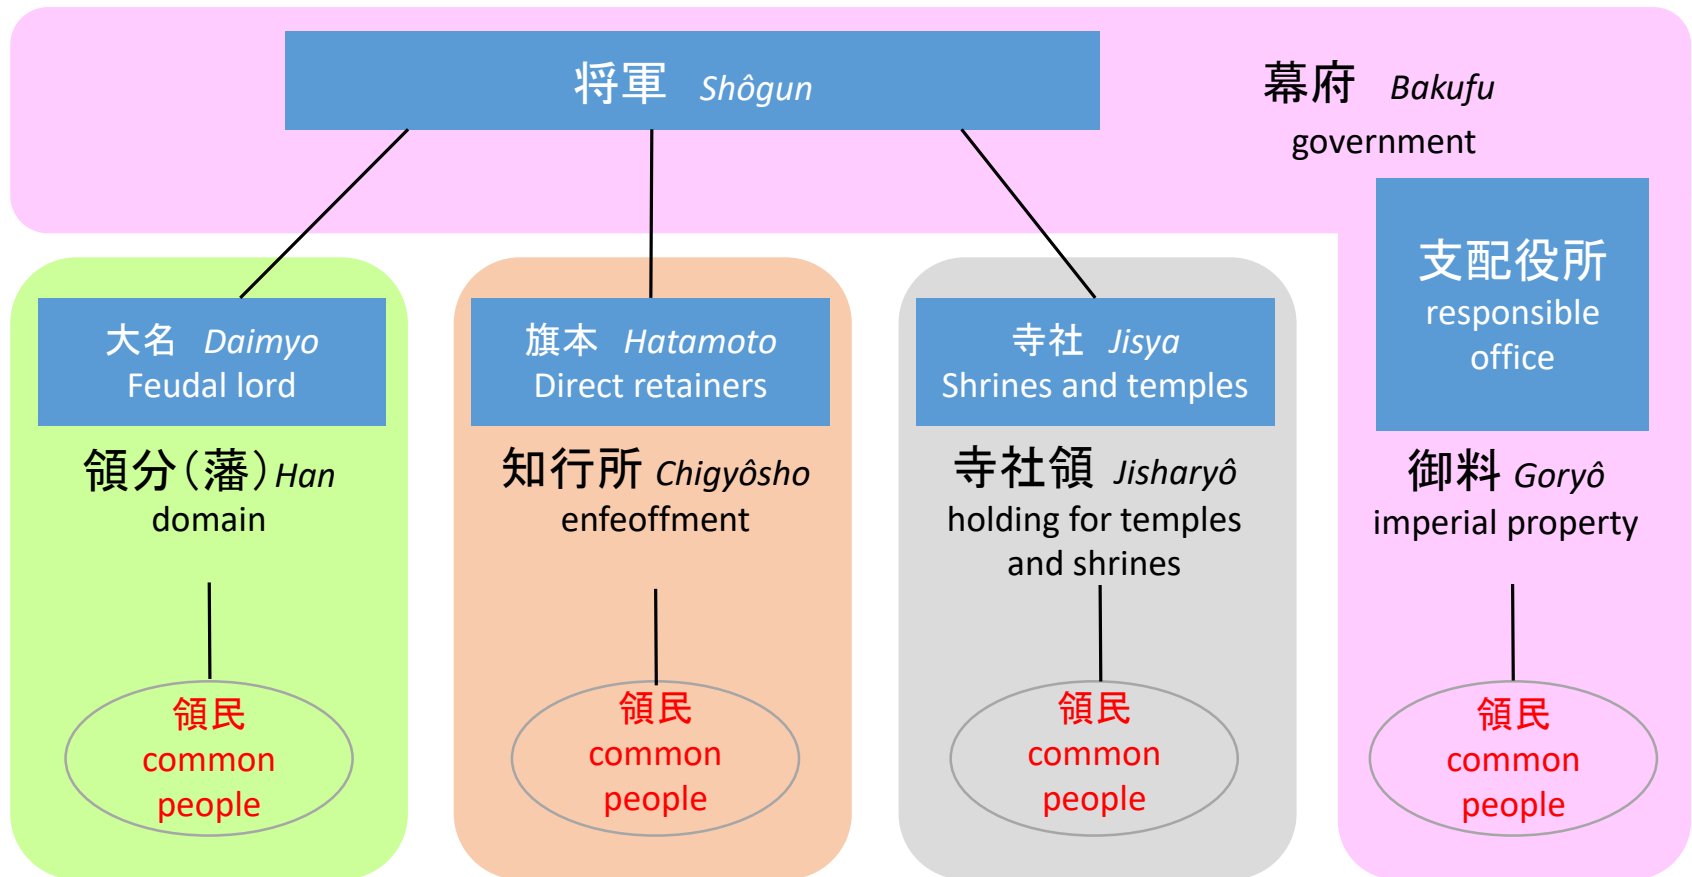 将軍 Shôgun
幕府 Bakufu
government
大名 Daimyo
Feudal lord
領分(藩) Han
domain
領民
common
people
旗本 Hatamoto
Direct retainers
知行所 Chigyôsho
enfeoffment
領民
common
people
寺社 Jisya
Shrines and temples
寺社領 Jisharyô
holding for temples
and shrines
領民
common
people
支配役所
responsible
office
御料 Goryô
imperial property
領民
common
people